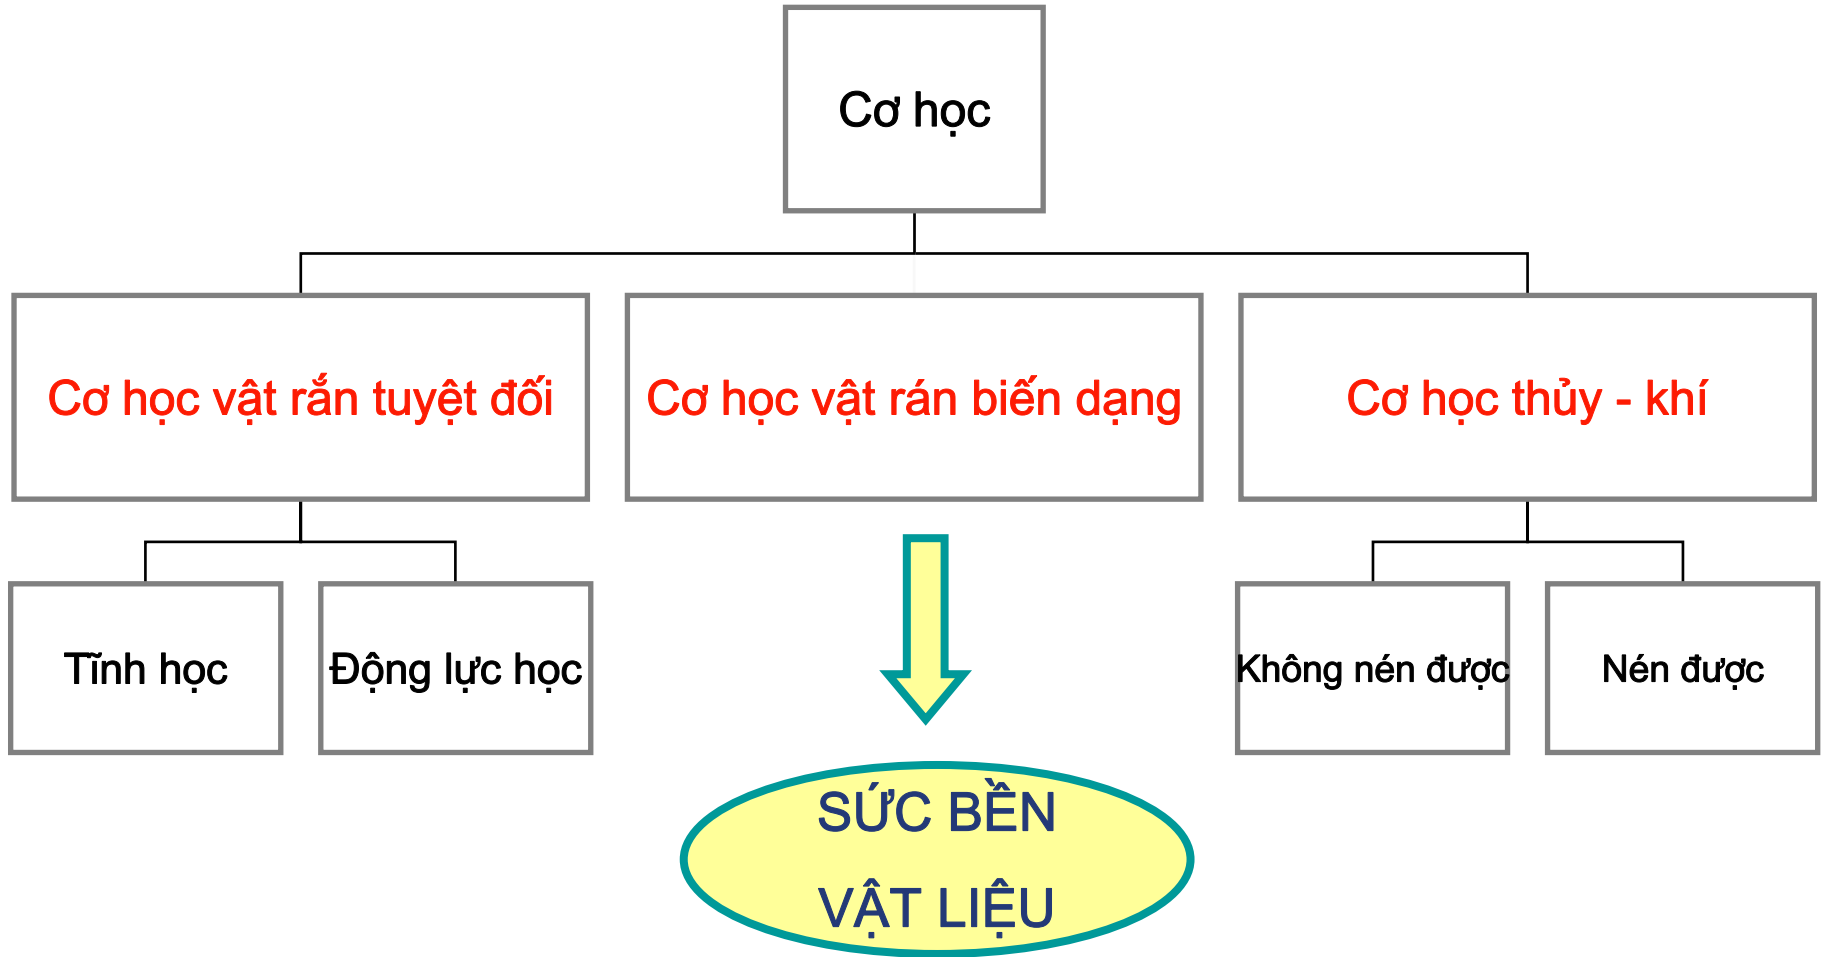 Cơ học
Cơ học vật rắn tuyệt đối
Cơ học vật rán biến dạng
Cơ học thủy - khí
Tĩnh học
Động lực học
Không nén được
Nén được
SỨC BỀN
VẬT LIỆU